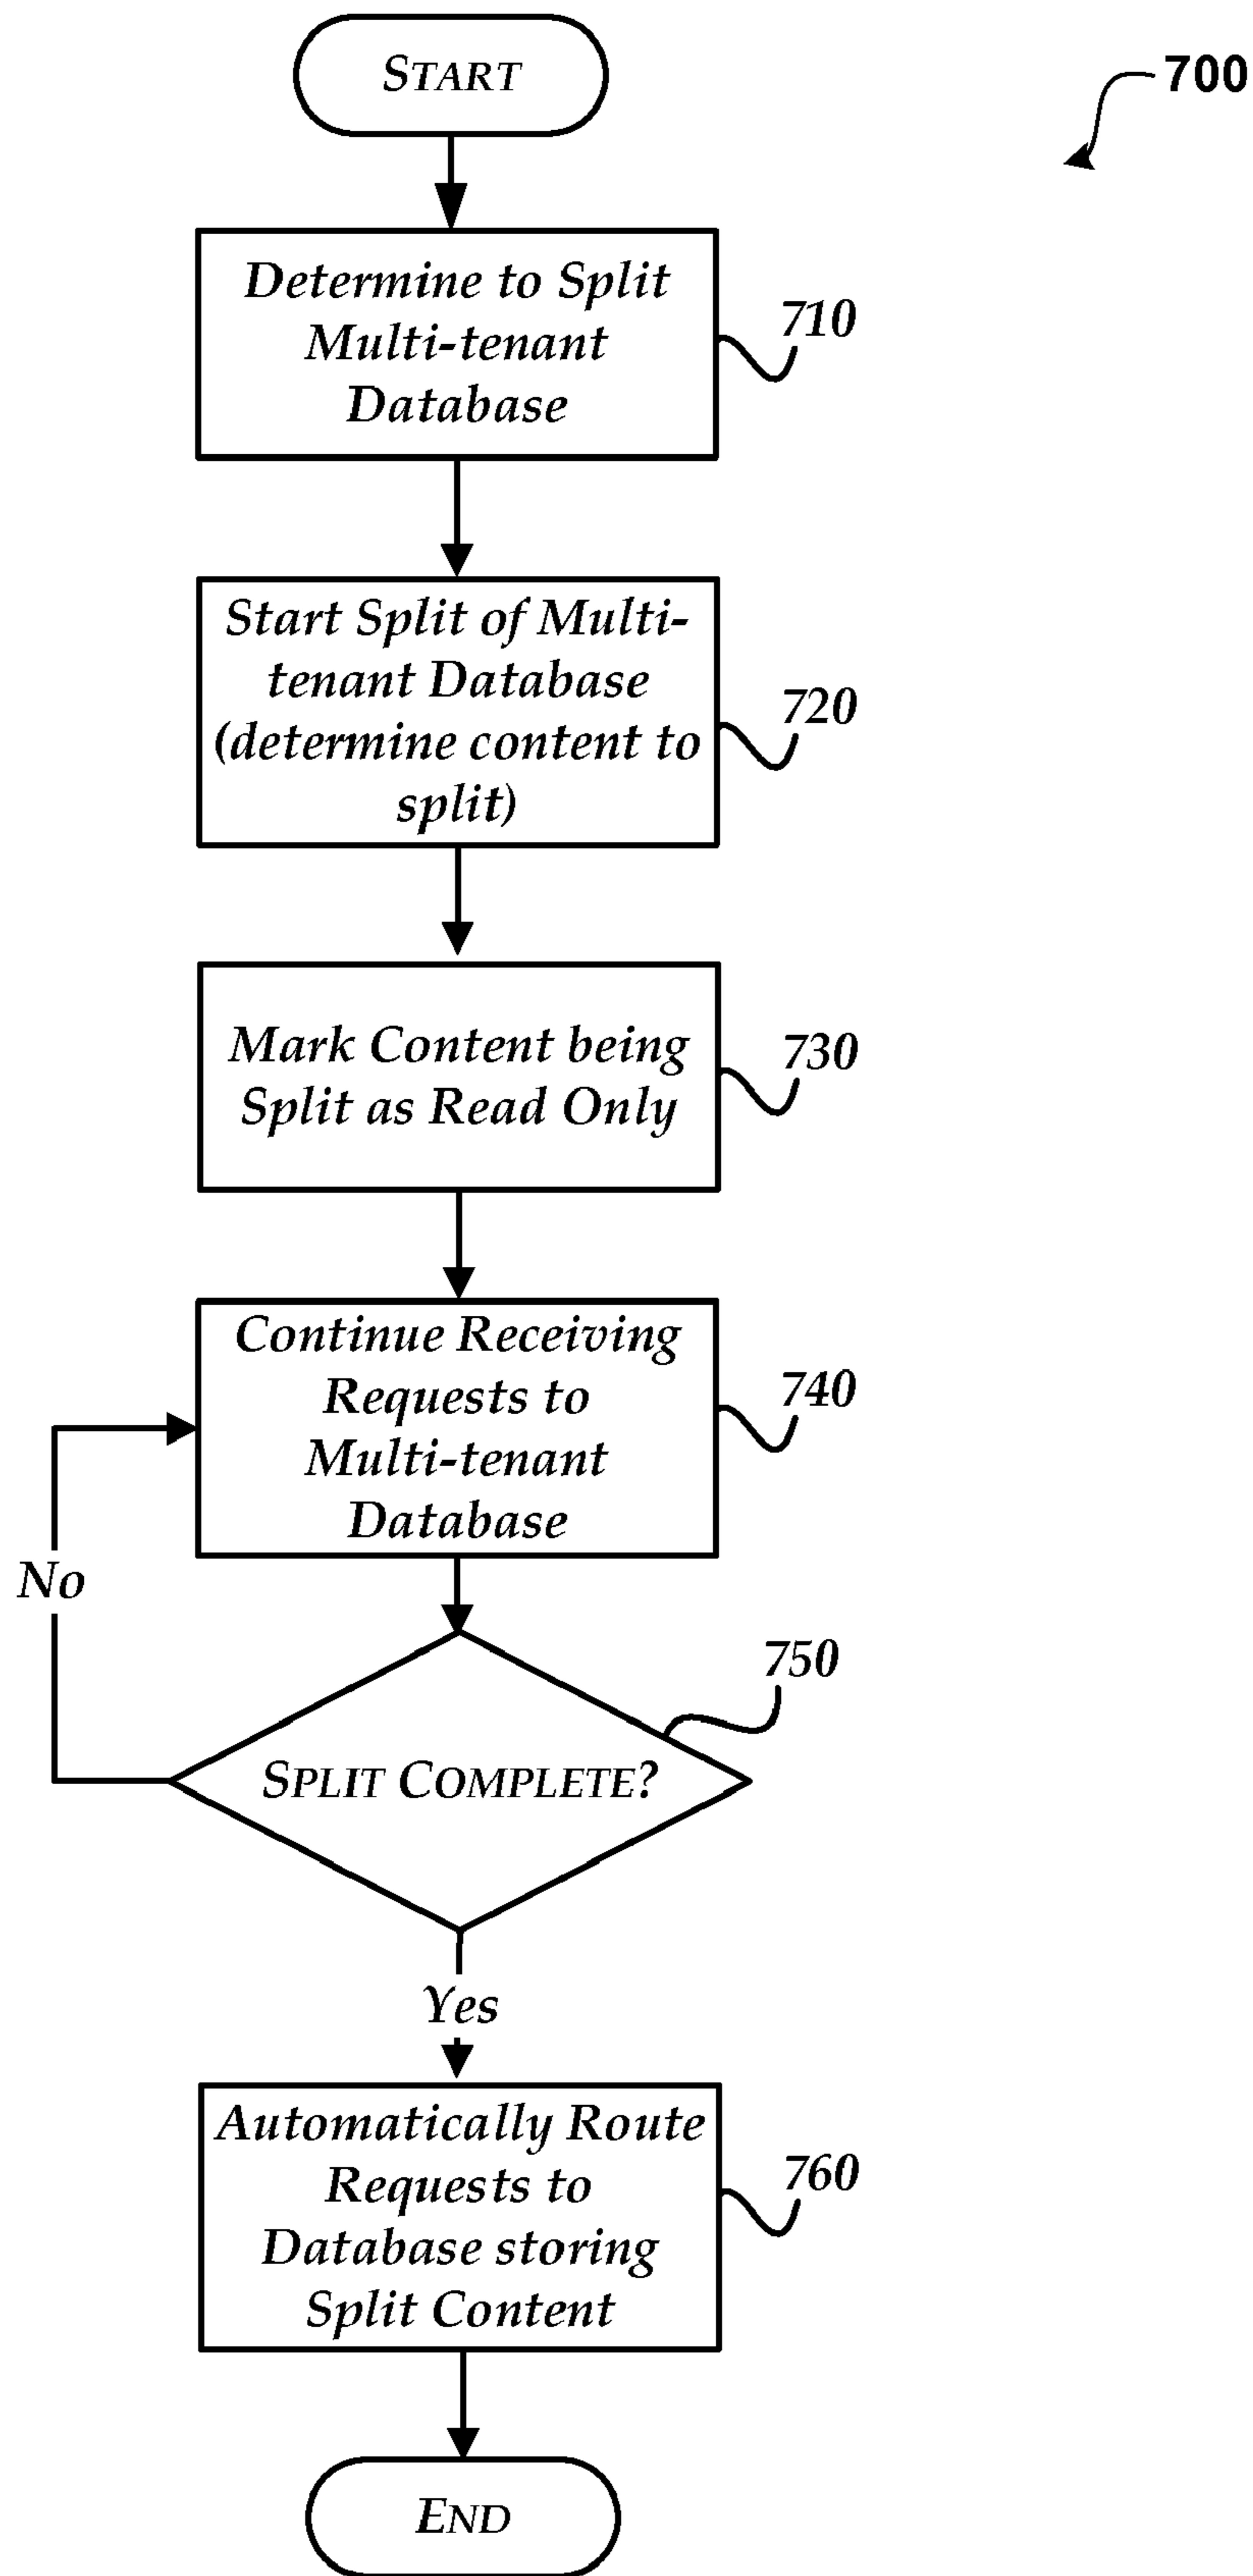 START
700
Determine to Split
Multi-tenant
Database
710
Start Split of Multi-
tenant Database
(determine content to
split)
720
Mark Content being
Split as Read Only
730
Continue Receiving
Requests to
Multi-tenant
Database
740
No
750
SPLIT COMPLETE?
Yes
Automatically Route
Requests to
Database storing
Split Content
760
END